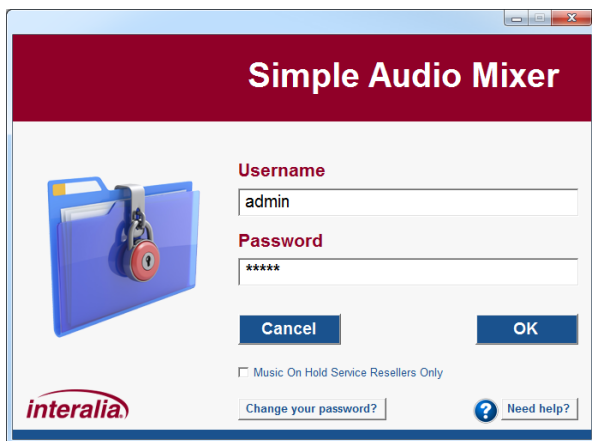 Simple Audio Mixer
Username
admin
Password
*****
Cancel
OK
Music On Hold Service Resellers Only
interalia
Change your password?
? Need help?